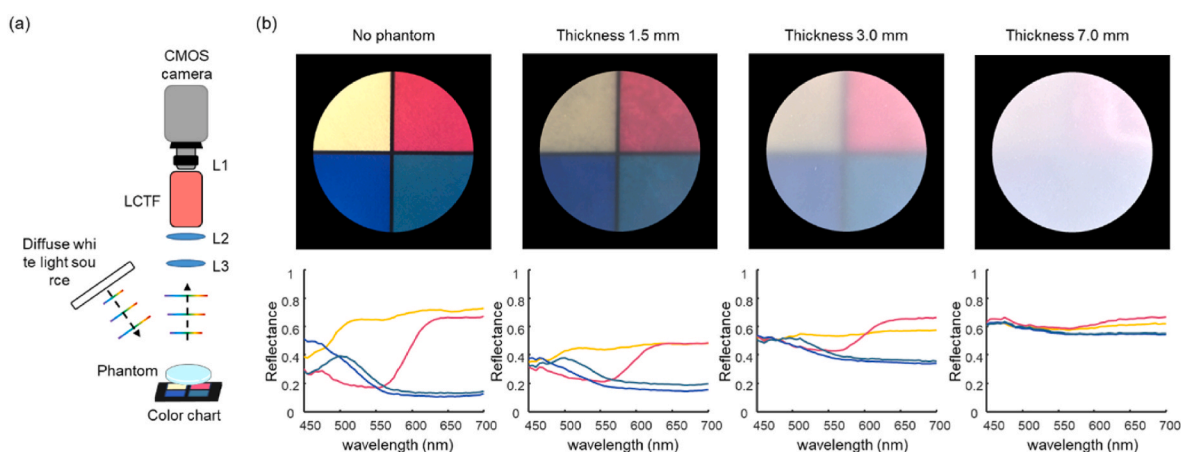 (a)
CMOS
camera
L1
LCTF
L2
Diffuse whi
te light sou
rce
L3
Phantom
Color chart
(b)
No phantom
Thickness 1.5 mm
Thickness 3.0 mm
Thickness 7.0 mm
Reflectance
1
0.8
0.6
0.4
0.2
0
450 500 550 600 650 700
wavelength (nm)
Reflectance
1
0.8
0.6
0.4
0.2
0
450 500 550 600 650 700
wavelength (nm)
Reflectance
1
0.8
0.6
0.4
0.2
0
450 500 550 600 650 700
wavelength (nm)
Reflectance
1
0.8
0.6
0.4
0.2
0
450 500 550 600 650 700
wavelength (nm)